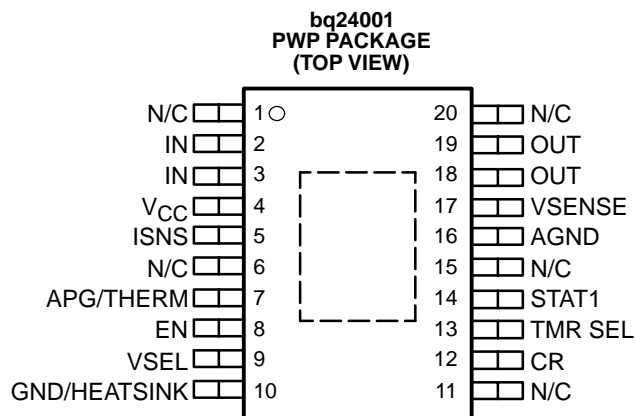 bq24001
PWP PACKAGE
(TOP VIEW)
N/C 1 20 N/C
IN 2 19 OUT
IN 3 18 OUT
VCC 4 17 VSENSE
ISNS 5 16 AGND
N/C 6 15 N/C
APG/THERM 7 14 STAT1
EN 8 13 TMR SEL
VSEL 9 12 CR
GND/HEATSINK 10 11 N/C